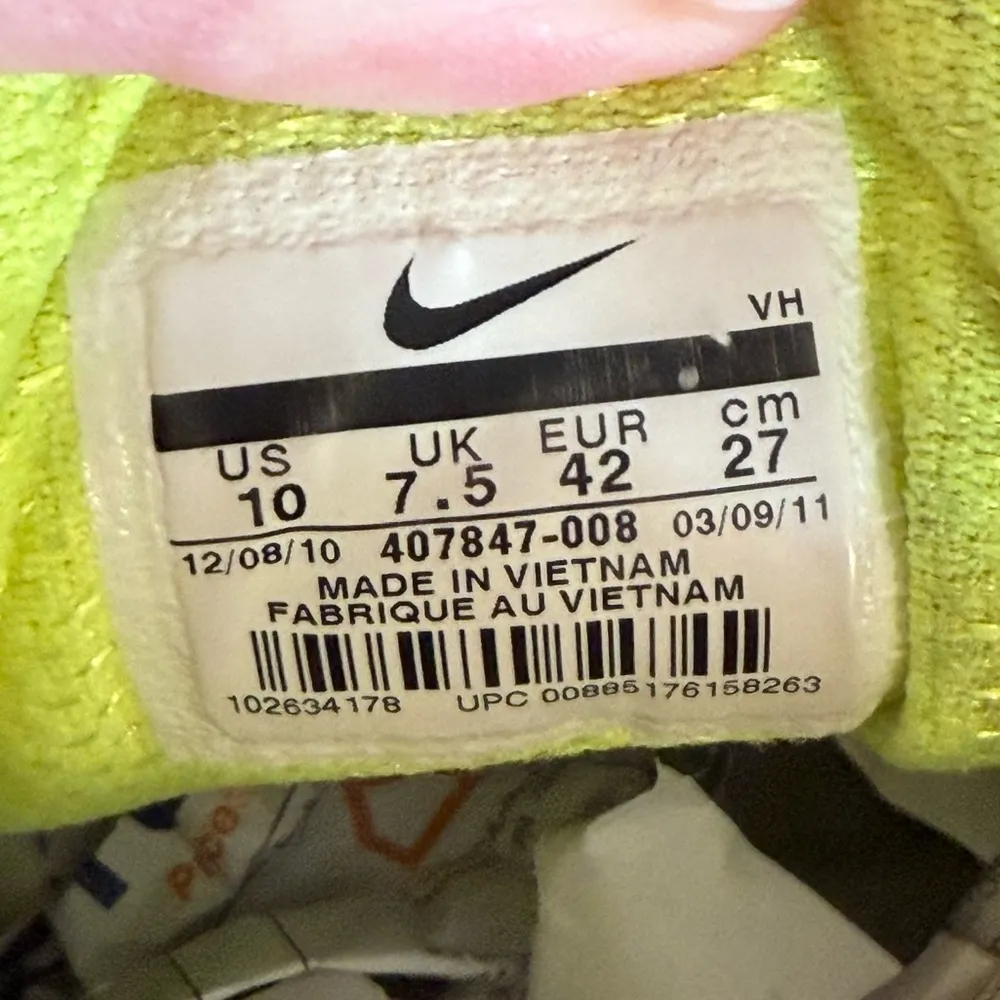 VH
US UK EUR cm
10 7.5 42 27
12/08/10 407847-008 03/09/11
MADE IN VIETNAM
FABRIQUE AU VIETNAM
102634178 UPC 00885176158263